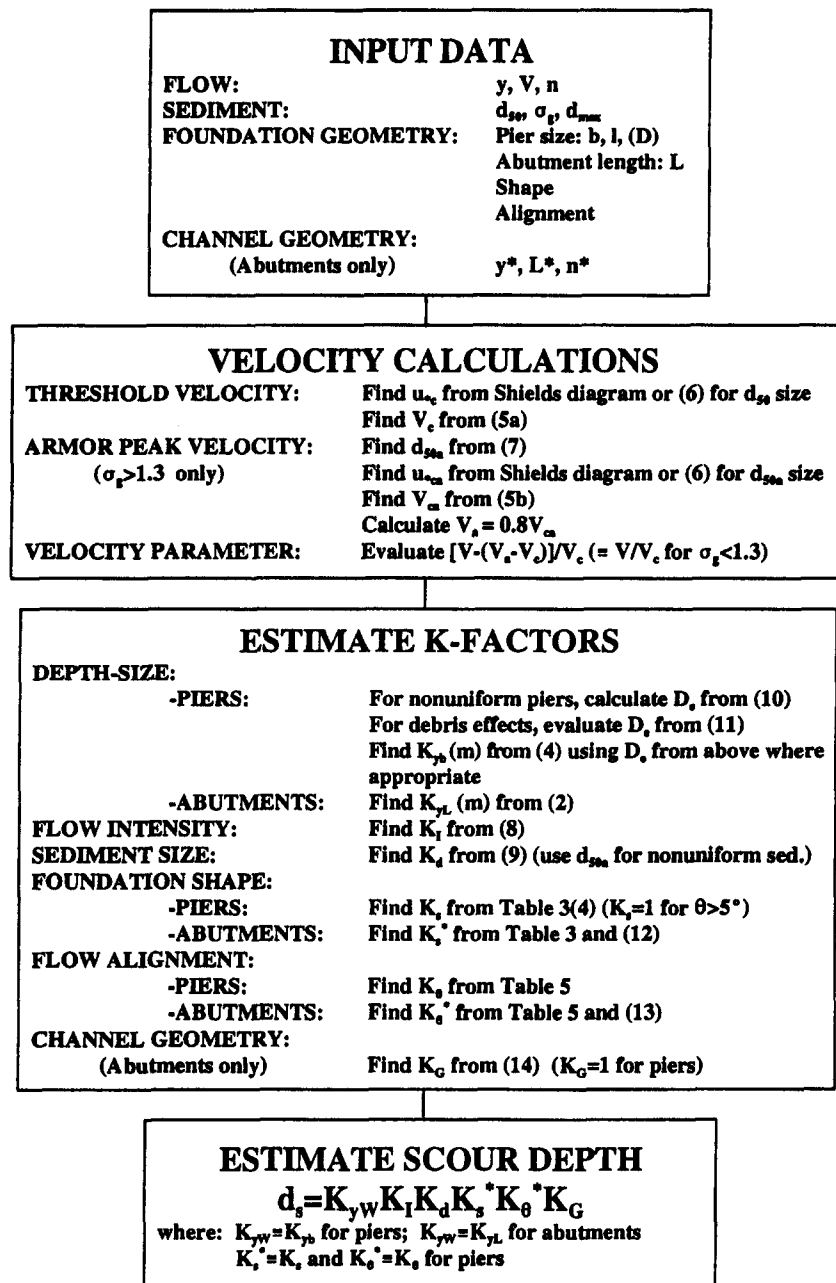 INPUT DATA
FLOW: y, V, n
SEDIMENT: d₅₀, σg, dmax
FOUNDATION GEOMETRY: Pier size: b, l, (D)
Abutment length: L
Shape
Alignment
CHANNEL GEOMETRY:
(Abutments only) y*, L*, n*
VELOCITY CALCULATIONS
THRESHOLD VELOCITY: Find u*c from Shields diagram or (6) for d₅₀ size
Find Vc from (5a)
ARMOR PEAK VELOCITY: Find d₅₀a from (7)
(σg>1.3 only) Find u*ca from Shields diagram or (6) for d₅₀a size
Find Vca from (5b)
Calculate Va = 0.8Vca
VELOCITY PARAMETER: Evaluate [V-(Va-Vc)]/Vc (= V/Vc for σg<1.3)
ESTIMATE K-FACTORS
DEPTH-SIZE:
-PIERS: For nonuniform piers, calculate De from (10)
For debris effects, evaluate De from (11)
Find Kyb (m) from (4) using De from above where
appropriate
-ABUTMENTS: Find KyL (m) from (2)
FLOW INTENSITY: Find KI from (8)
SEDIMENT SIZE: Find Kd from (9) (use d₅₀a for nonuniform sed.)
FOUNDATION SHAPE:
-PIERS: Find Ks from Table 3(4) (Ks=1 for θ>5°)
-ABUTMENTS: Find Ks* from Table 3 and (12)
FLOW ALIGNMENT:
-PIERS: Find Kθ from Table 5
-ABUTMENTS: Find Kθ* from Table 5 and (13)
CHANNEL GEOMETRY:
(Abutments only) Find KG from (14) (KG=1 for piers)
ESTIMATE SCOUR DEPTH
ds=KyWKIKdKs*Kθ*KG
where: KyW=Kyb for piers; KyW=KyL for abutments
Ks*=Ks and Kθ*=Kθ for piers